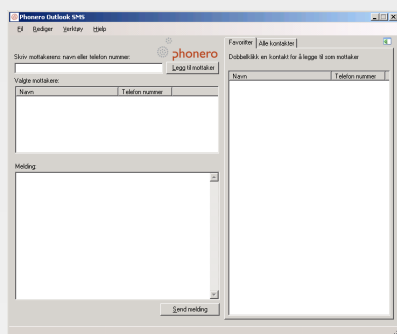 Phonero Outlook SMS
Fil Rediger Verktøy Hjelp
phonero
Skriv mottakerens navn eller telefon nummer:
Legg til mottaker
Valgte mottakere:
Navn Telefon nummer
Melding:
Send melding
Favoritter Alle kontakter
Dobbelklikk en kontakt for å legge til som mottaker
Navn Telefon nummer